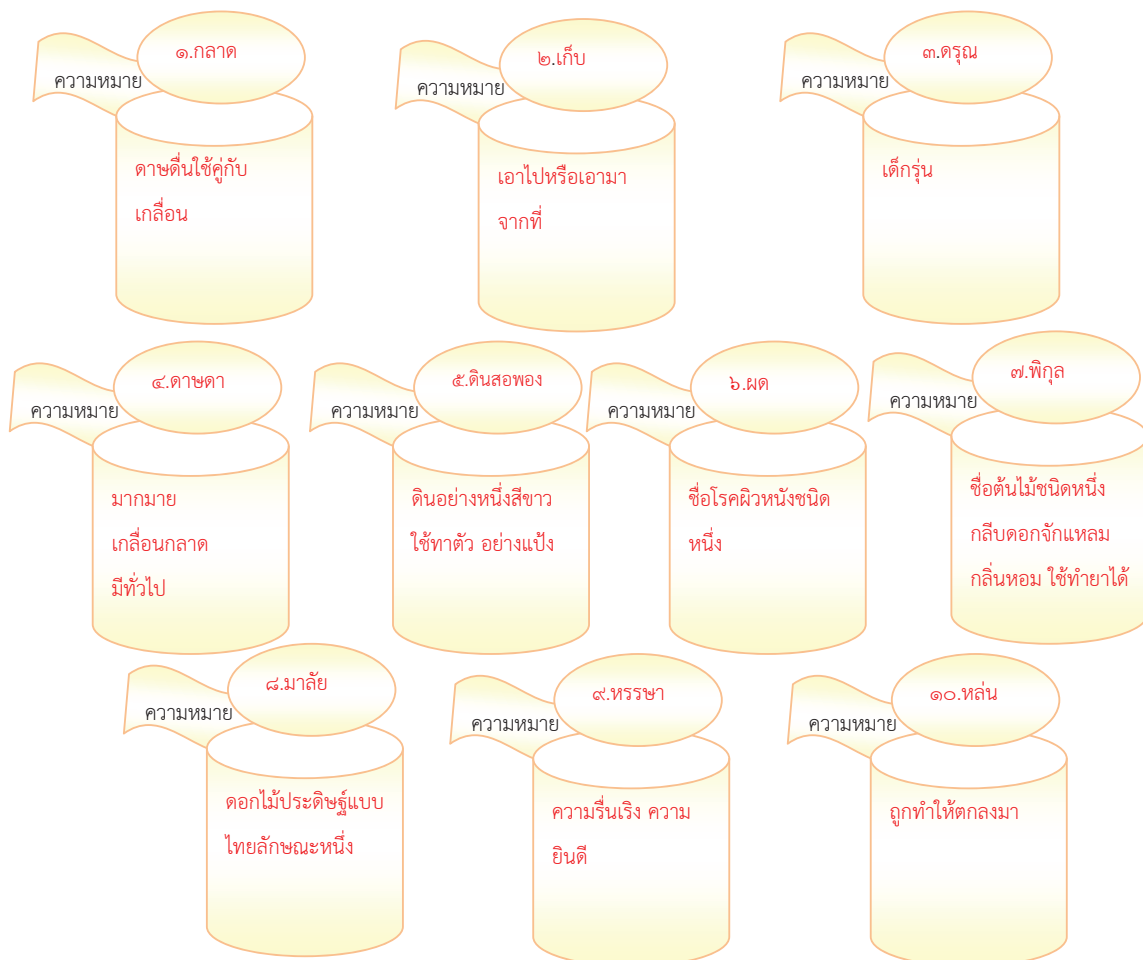 ๑.กลาด
ความหมาย
ดาษดื่นใช้คู่กับ
เกลื่อน
๒.เก็บ
ความหมาย
เอาไปหรือเอามา
จากที่
๓.ดรุณ
ความหมาย
เด็กรุ่น
๔.ดาษดา
ความหมาย
มากมาย
เกลื่อนกลาด
มีทั่วไป
๕.ดินสอพอง
ความหมาย
ดินอย่างหนึ่งสีขาว
ใช้ทาตัว อย่างแป้ง
๖.ผด
ความหมาย
ชื่อโรคผิวหนังชนิด
หนึ่ง
๗.พิกุล
ความหมาย
ชื่อต้นไม้ชนิดหนึ่ง
กลีบดอกจักแหลม
กลิ่นหอม ใช้ทำยาได้
๘.มาลัย
ความหมาย
ดอกไม้ประดิษฐ์แบบ
ไทยลักษณะหนึ่ง
๙.หรรษา
ความหมาย
ความรื่นเริง ความ
ยินดี
๑๐.หล่น
ความหมาย
ถูกทำให้ตกลงมา